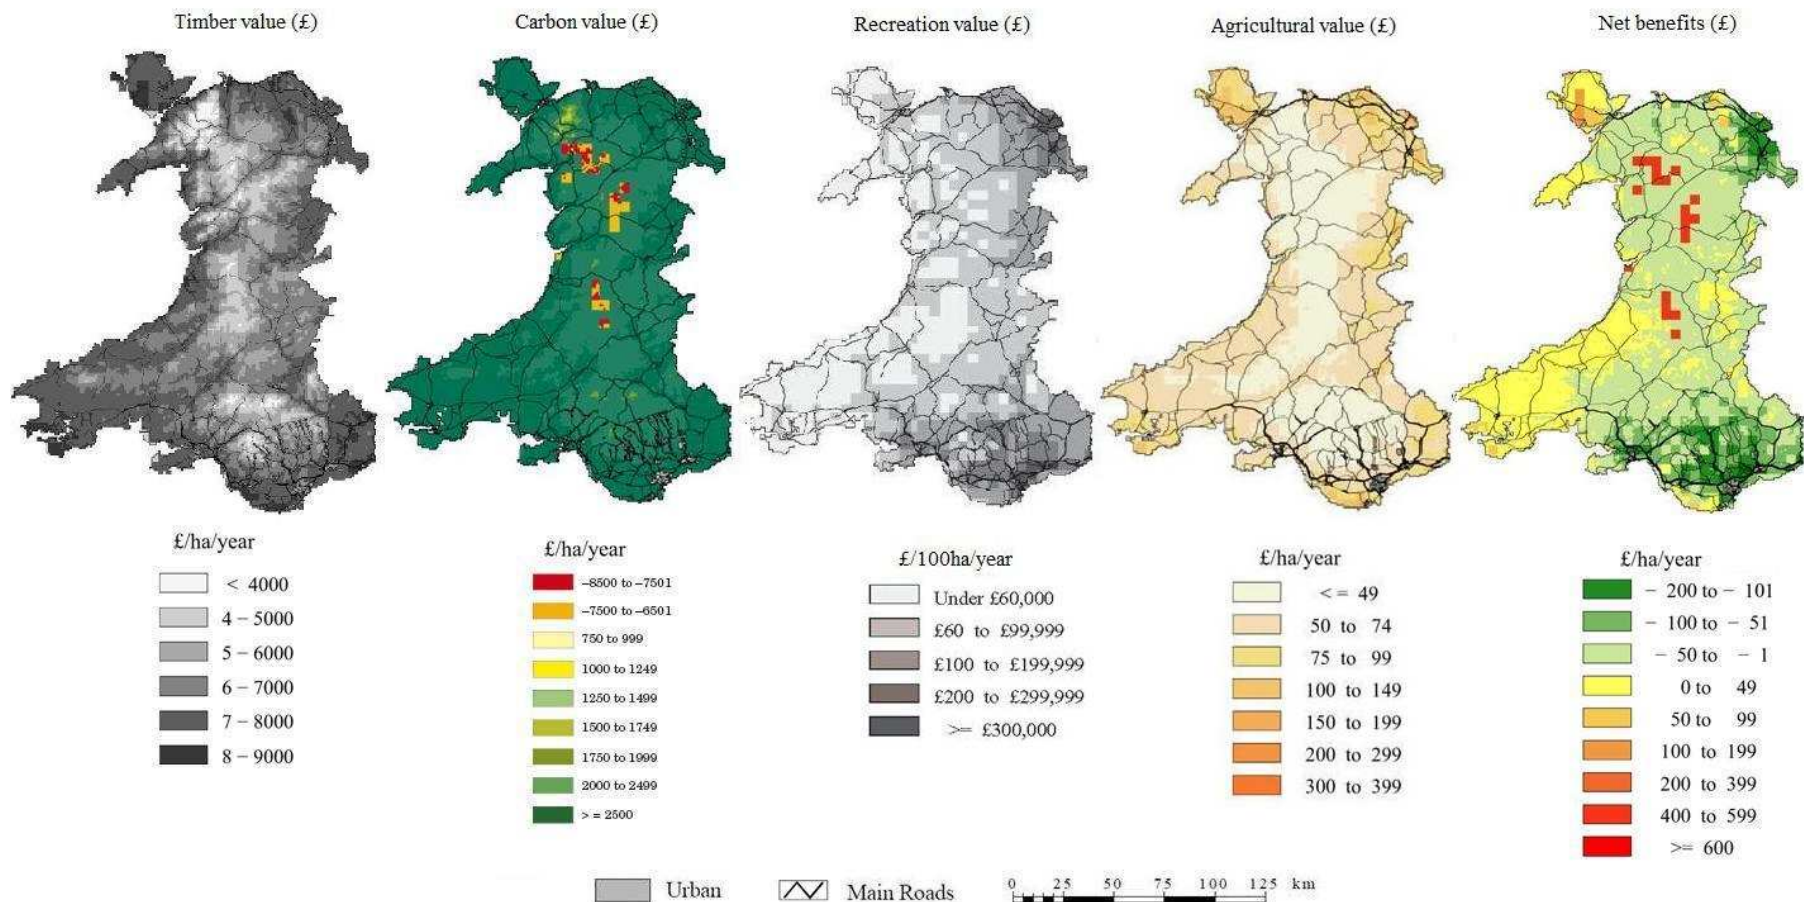 Timber value (£)
Carbon value (£)
Recreation value (£)
Agricultural value (£)
Net benefits (£)
£/ha/year
< 4000
4 – 5000
5 – 6000
6 – 7000
7 – 8000
8 – 9000
£/ha/year
–8500 to –7501
–7500 to –6501
750 to 999
1000 to 1249
1250 to 1499
1500 to 1749
1750 to 1999
2000 to 2499
> = 2500
£/100ha/year
Under £60,000
£60 to £99,999
£100 to £199,999
£200 to £299,999
>= £300,000
£/ha/year
<= 49
50 to 74
75 to 99
100 to 149
150 to 199
200 to 299
300 to 399
£/ha/year
– 200 to – 101
– 100 to – 51
– 50 to – 1
0 to 49
50 to 99
100 to 199
200 to 399
400 to 599
>= 600
Urban
Main Roads
0 25 50 75 100 125 km